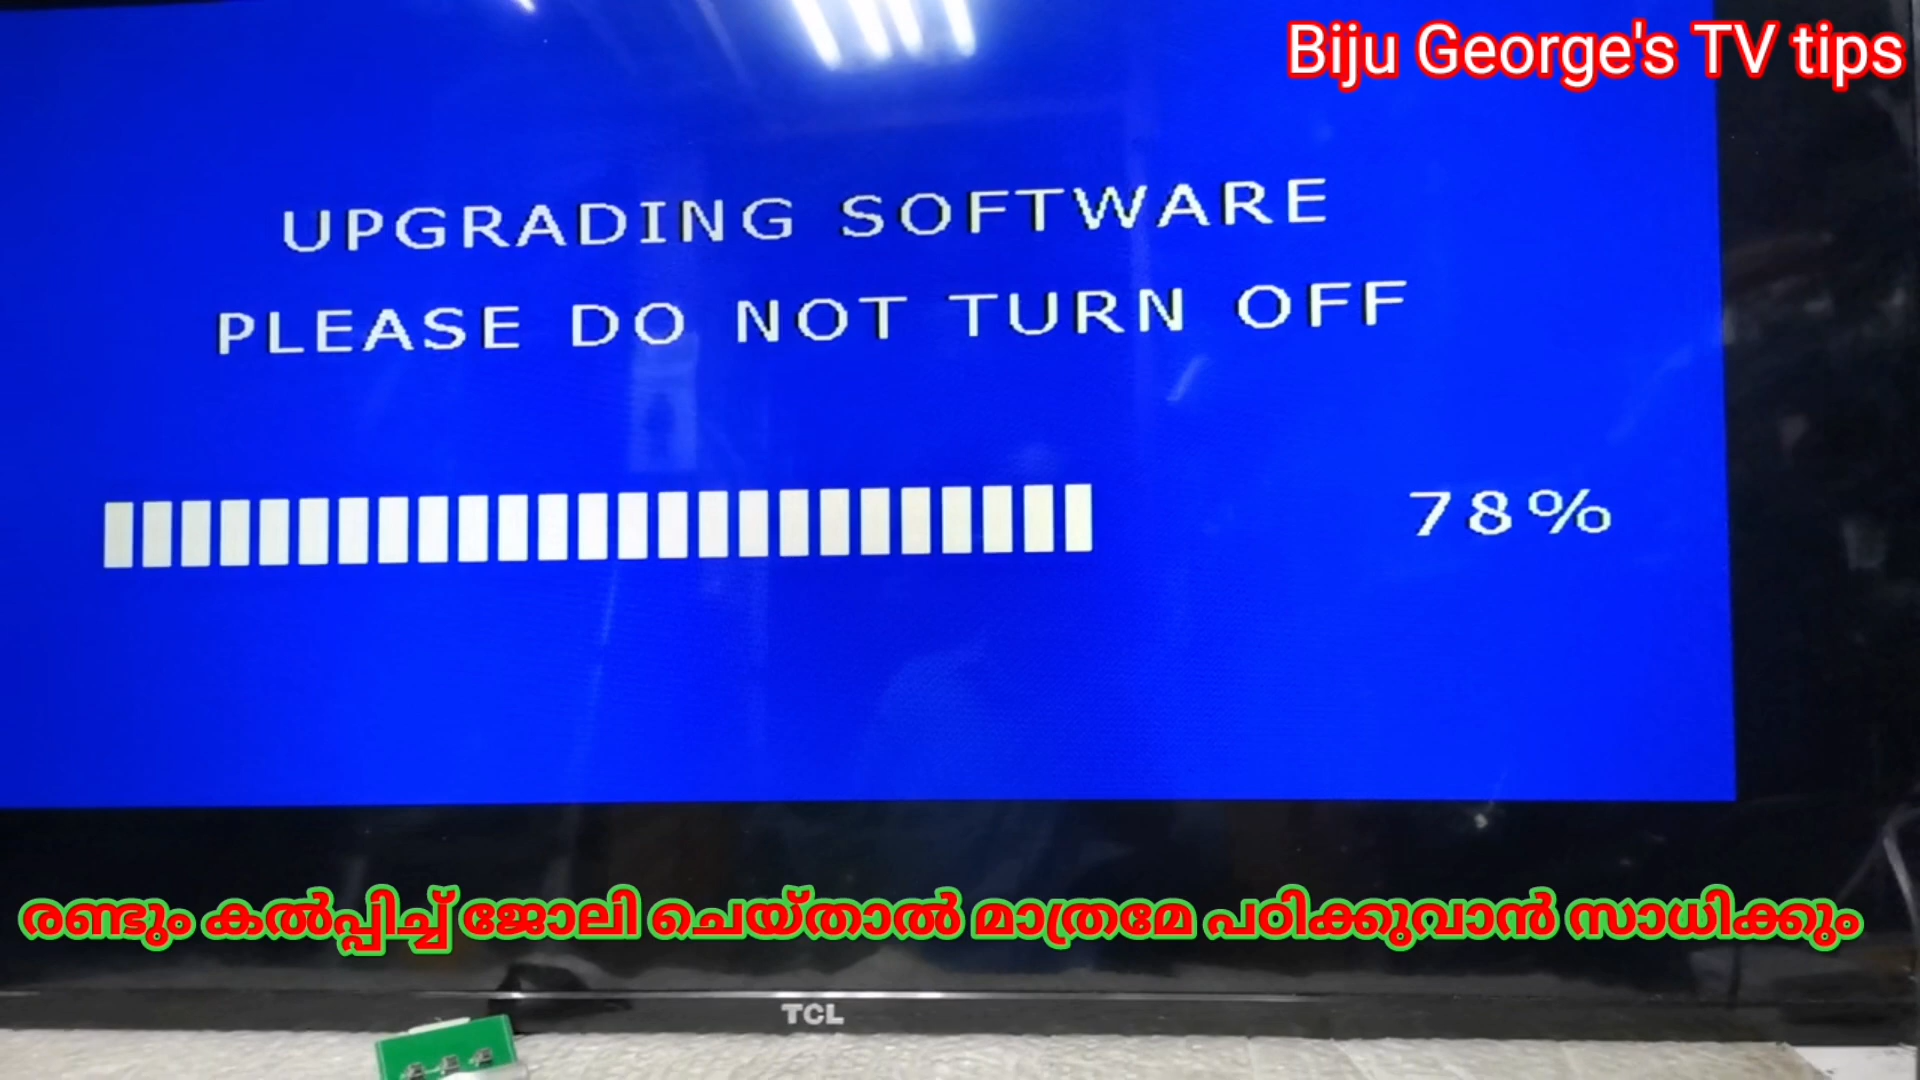 Biju George's TV tips
UPGRADING SOFTWARE
PLEASE DO NOT TURN OFF
78%
രണ്ടും കൽപ്പിച്ച് ജോലി ചെയ്താൽ മാത്രമേ പഠിക്കുവാൻ സാധിക്കും
TCL